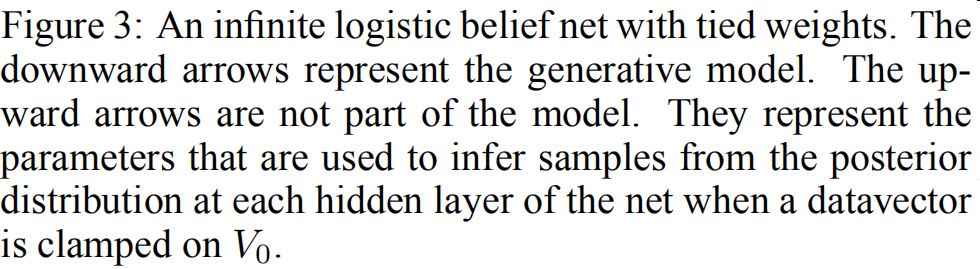 Figure 3: An infinite logistic belief net with tied weights. The
downward arrows represent the generative model. The up-
ward arrows are not part of the model. They represent the
parameters that are used to infer samples from the posterior
distribution at each hidden layer of the net when a datavector
is clamped on V₀.